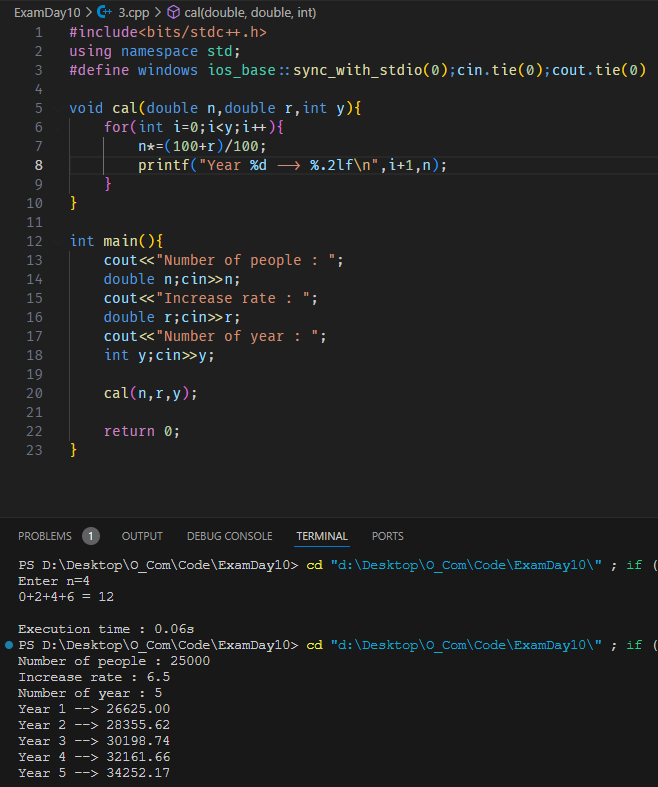 ExamDay10 > 3.cpp > cal(double, double, int)
1 #include<bits/stdc++.h>
2 using namespace std;
3 #define windows ios_base::sync_with_stdio(0);cin.tie(0);cout.tie(0)
4
5 void cal(double n,double r,int y){
6     for(int i=0;i<y;i++){
7         n*=(100+r)/100;
8         printf("Year %d --> %.2lf\n",i+1,n);
9     }
10 }
11
12 int main(){
13     cout<<"Number of people : ";
14     double n;cin>>n;
15     cout<<"Increase rate : ";
16     double r;cin>>r;
17     cout<<"Number of year : ";
18     int y;cin>>y;
19
20     cal(n,r,y);
21
22     return 0;
23 }
PROBLEMS 1 OUTPUT DEBUG CONSOLE TERMINAL PORTS
PS D:\Desktop\O_Com\Code\ExamDay10> cd "d:\Desktop\O_Com\Code\ExamDay10\" ; if (
Enter n=4
0+2+4+6 = 12
Execution time : 0.06s
PS D:\Desktop\O_Com\Code\ExamDay10> cd "d:\Desktop\O_Com\Code\ExamDay10\" ; if (
Number of people : 25000
Increase rate : 6.5
Number of year : 5
Year 1 --> 26625.00
Year 2 --> 28355.62
Year 3 --> 30198.74
Year 4 --> 32161.66
Year 5 --> 34252.17